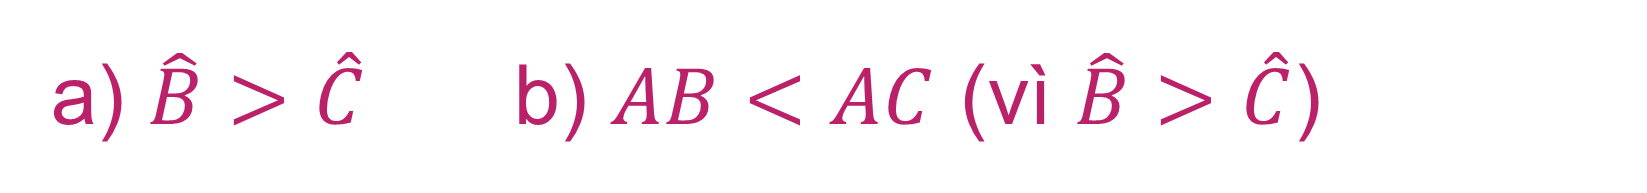 a) B̂ > Ĉ b) AB < AC (vì B̂ > Ĉ)